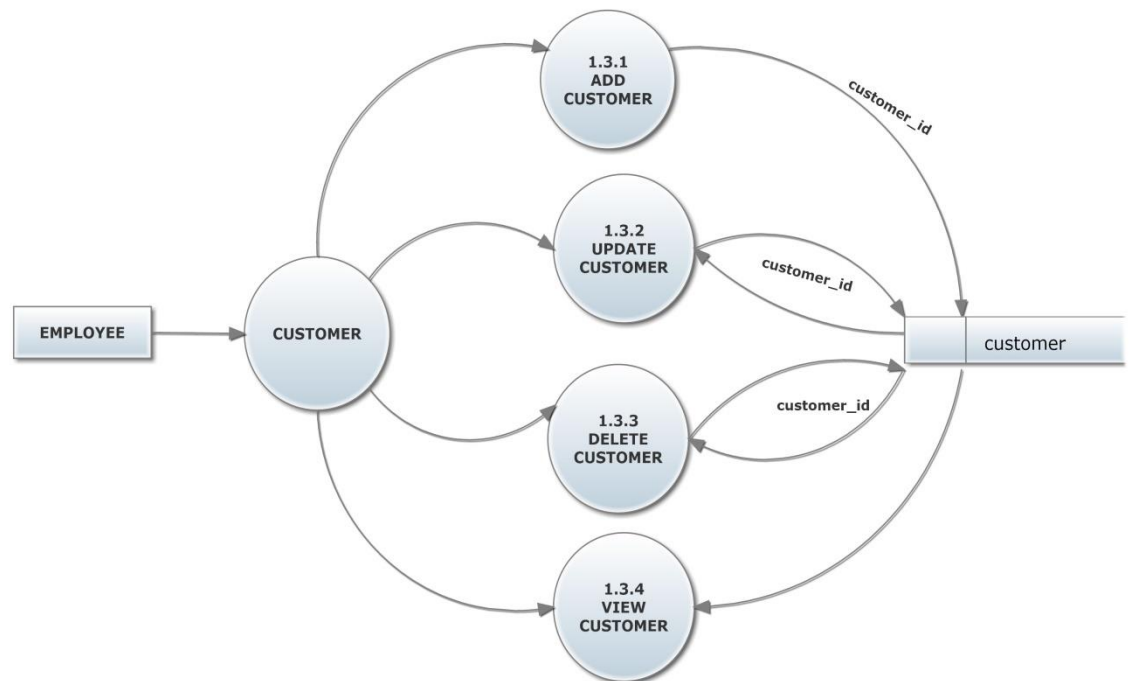 1.3.1
ADD
CUSTOMER
customer_id
1.3.2
UPDATE
CUSTOMER
customer_id
EMPLOYEE
CUSTOMER
customer
customer_id
1.3.3
DELETE
CUSTOMER
1.3.4
VIEW
CUSTOMER